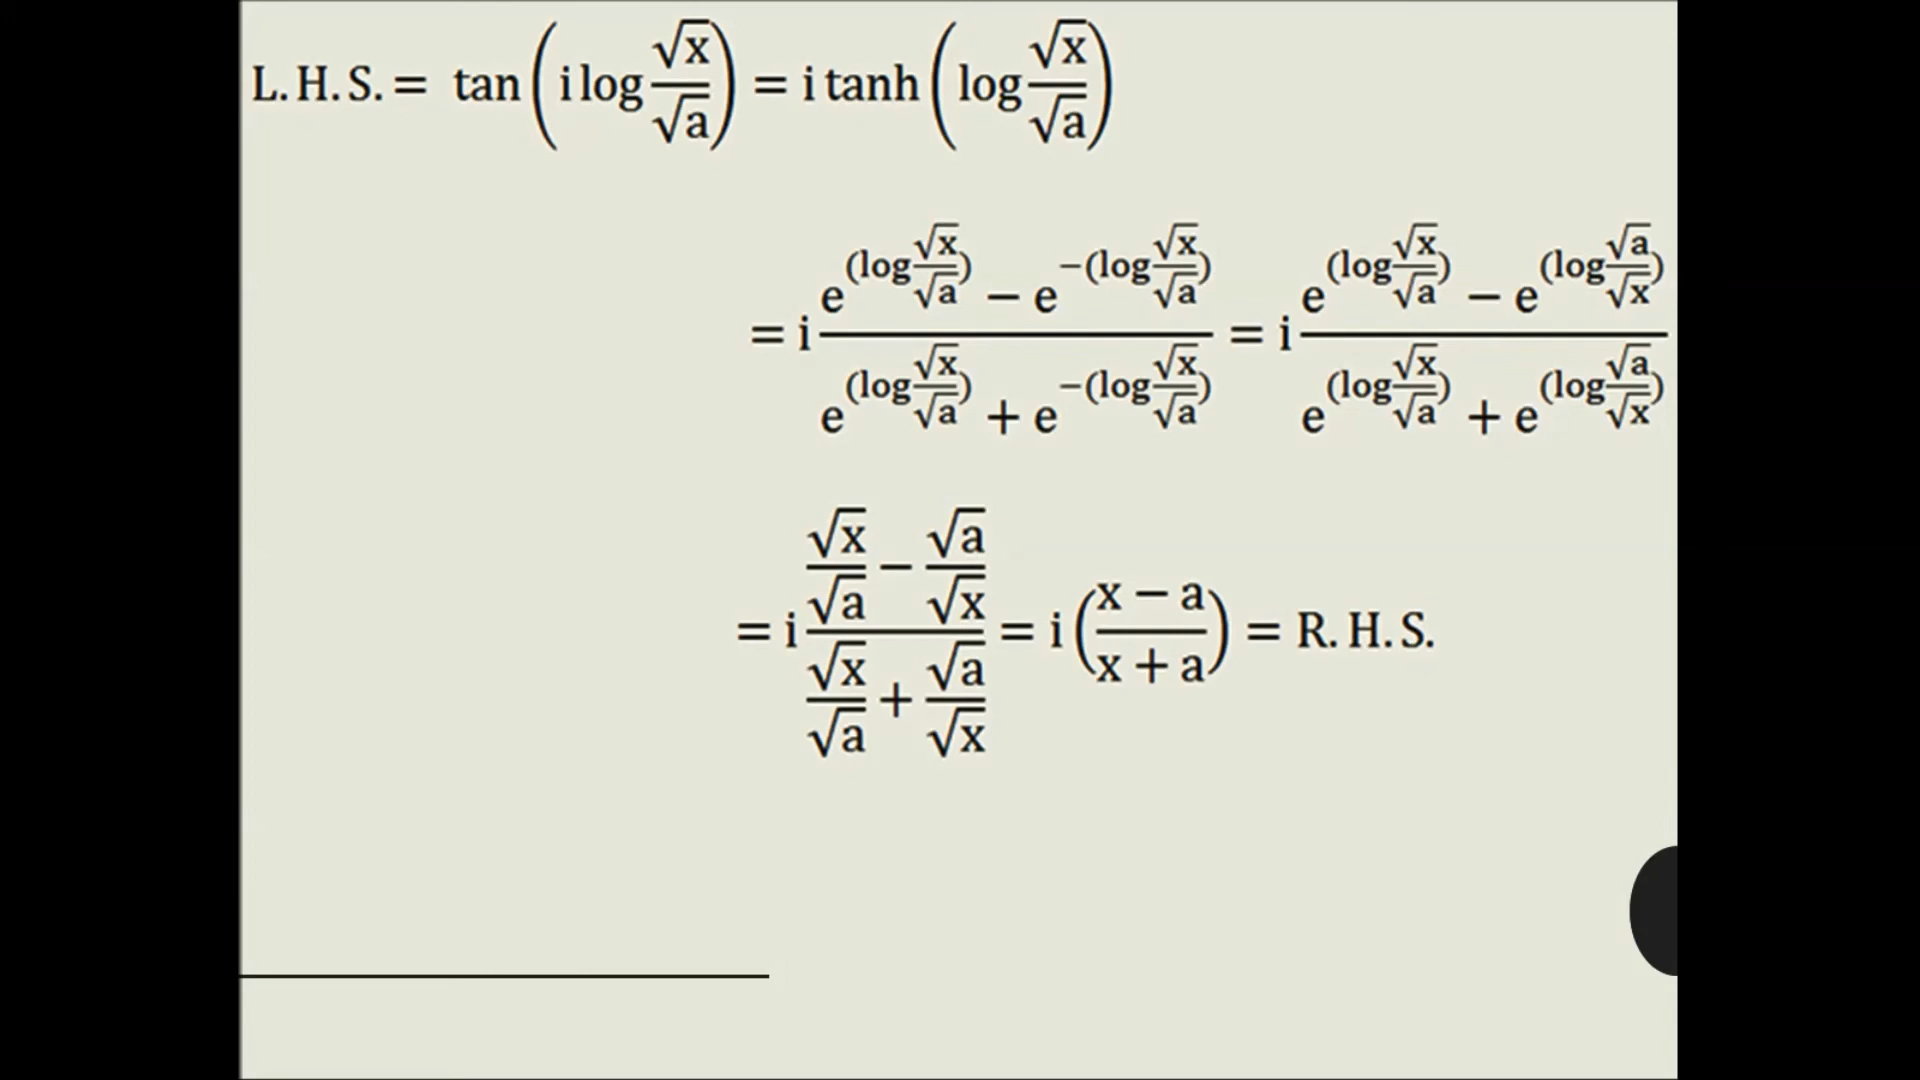 L. H. S. = tan(i log √x/√a) = i tanh(log √x/√a)
= i (e^(log √x/√a) − e^−(log √x/√a))/(e^(log √x/√a) + e^−(log √x/√a)) = i (e^(log √x/√a) − e^(log √a/√x))/(e^(log √x/√a) + e^(log √a/√x))
= i (√x/√a − √a/√x)/(√x/√a + √a/√x) = i ((x − a)/(x + a)) = R. H. S.